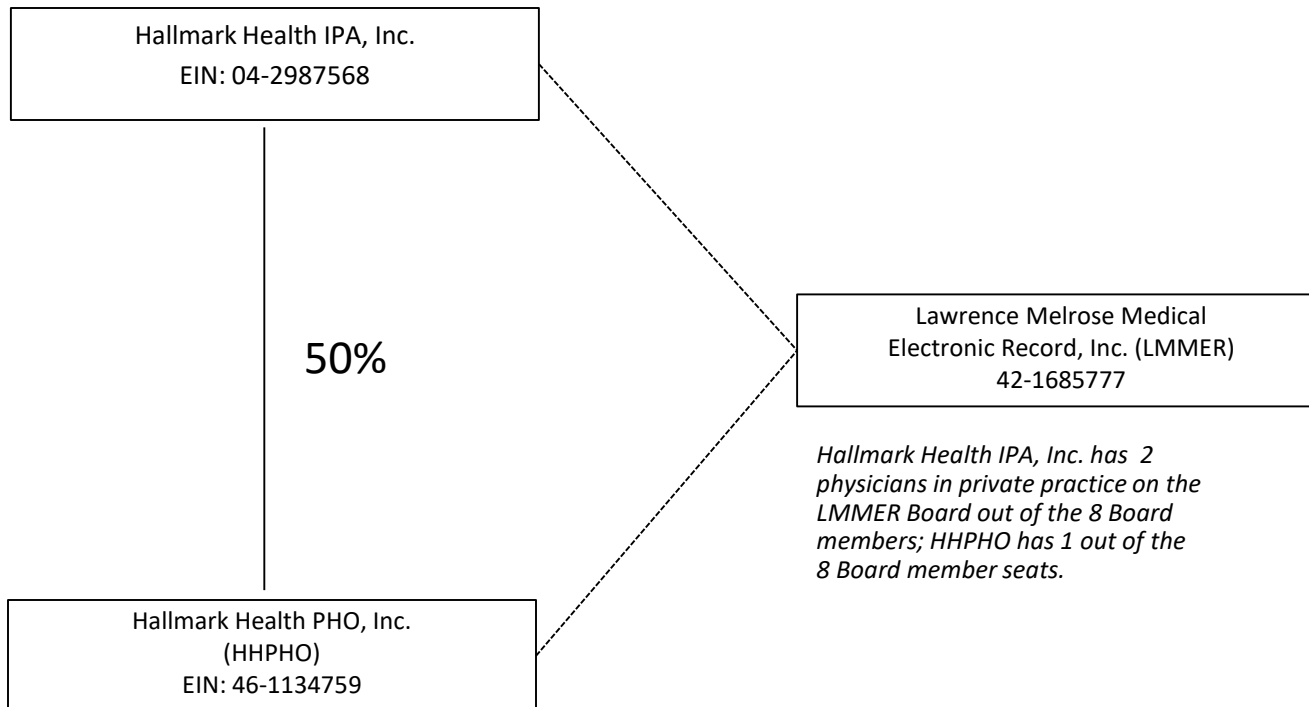 Hallmark Health IPA, Inc.
EIN: 04-2987568
50%
Lawrence Melrose Medical
Electronic Record, Inc. (LMMER)
42-1685777
Hallmark Health IPA, Inc. has 2
physicians in private practice on the
LMMER Board out of the 8 Board
members; HHPHO has 1 out of the
8 Board member seats.
Hallmark Health PHO, Inc.
(HHPHO)
EIN: 46-1134759